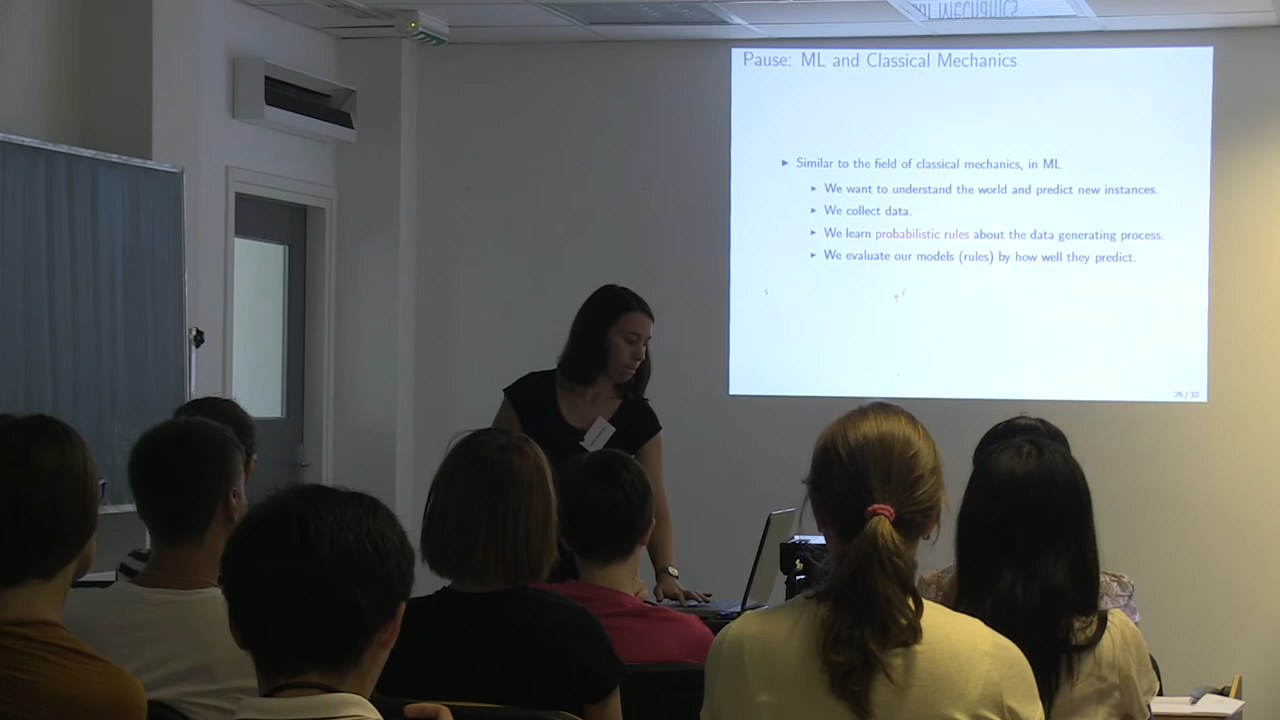 al Mechanics
Pause: ML and Classical Mechanics
▸ Similar to the field of classical mechanics, in ML
▸ We want to understand the world and predict new instances.
▸ We collect data.
▸ We learn probabilistic rules about the data generating process.
▸ We evaluate our models (rules) by how well they predict.
26 / 32